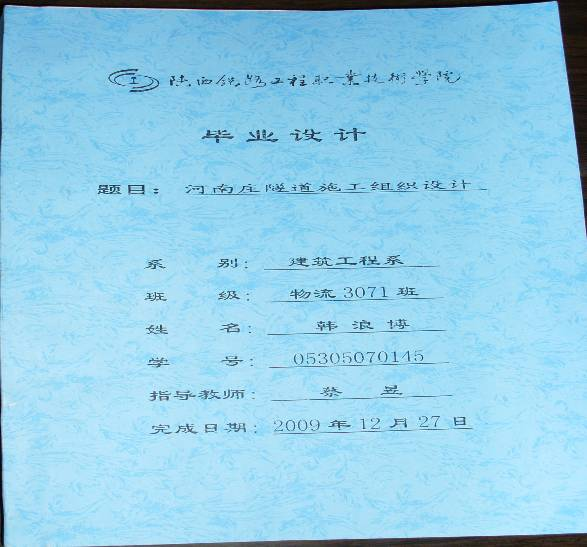 陕西铁路工程职业技术学院
毕业设计
题目：河南庄隧道施工组织设计
系别：建筑工程系
班级：物流3071班
姓名：韩浪博
学号：05305070145
指导教师：蔡昱
完成日期：2009年12月27日